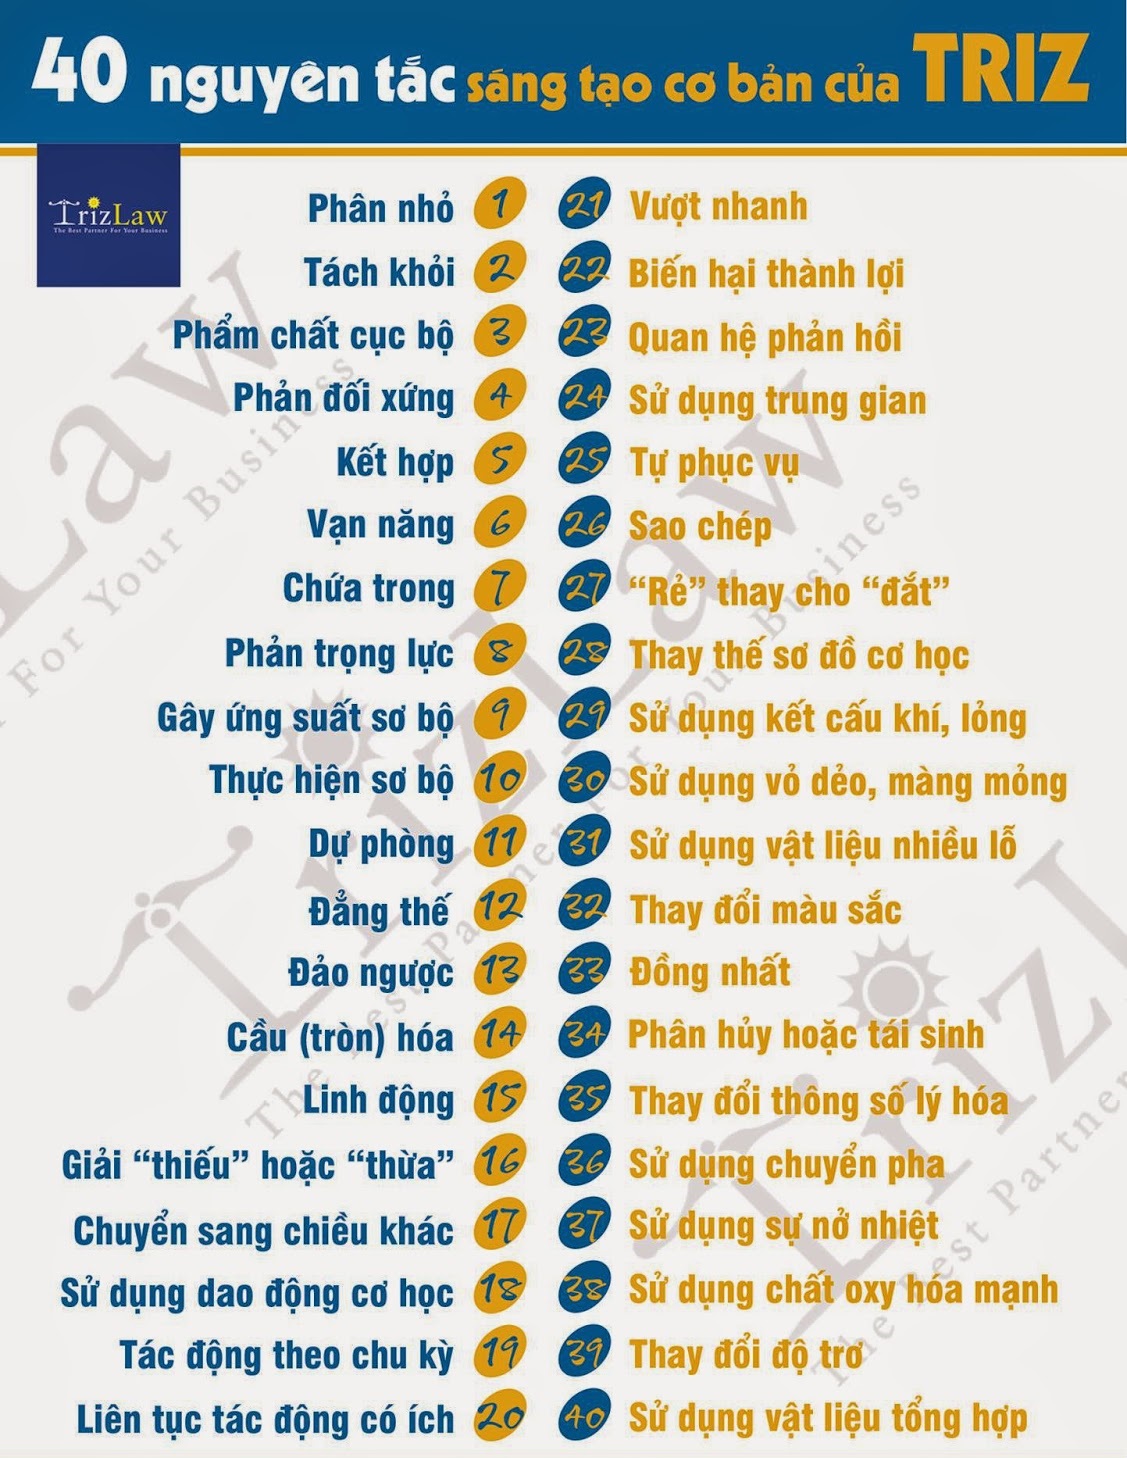 40 nguyên tắc sáng tạo cơ bản của TRIZ
TrizLaw
The Best Partner For Your Business
Phân nhỏ 1
Tách khỏi 2
Phẩm chất cục bộ 3
Phản đối xứng 4
Kết hợp 5
Vạn năng 6
Chứa trong 7
Phản trọng lực 8
Gây ứng suất sơ bộ 9
Thực hiện sơ bộ 10
Dự phòng 11
Đẳng thế 12
Đảo ngược 13
Cầu (tròn) hóa 14
Linh động 15
Giải “thiếu” hoặc “thừa” 16
Chuyển sang chiều khác 17
Sử dụng dao động cơ học 18
Tác động theo chu kỳ 19
Liên tục tác động có ích 20
21 Vượt nhanh
22 Biến hại thành lợi
23 Quan hệ phản hồi
24 Sử dụng trung gian
25 Tự phục vụ
26 Sao chép
27 “Rẻ” thay cho “đắt”
28 Thay thế sơ đồ cơ học
29 Sử dụng kết cấu khí, lỏng
30 Sử dụng vỏ dẻo, màng mỏng
31 Sử dụng vật liệu nhiều lỗ
32 Thay đổi màu sắc
33 Đồng nhất
34 Phân hủy hoặc tái sinh
35 Thay đổi thông số lý hóa
36 Sử dụng chuyển pha
37 Sử dụng sự nở nhiệt
38 Sử dụng chất oxy hóa mạnh
39 Thay đổi độ trơ
40 Sử dụng vật liệu tổng hợp
Law
For Your Business
TrizLaw
The Best Partner For Your Business
TrizL
The Best Partner